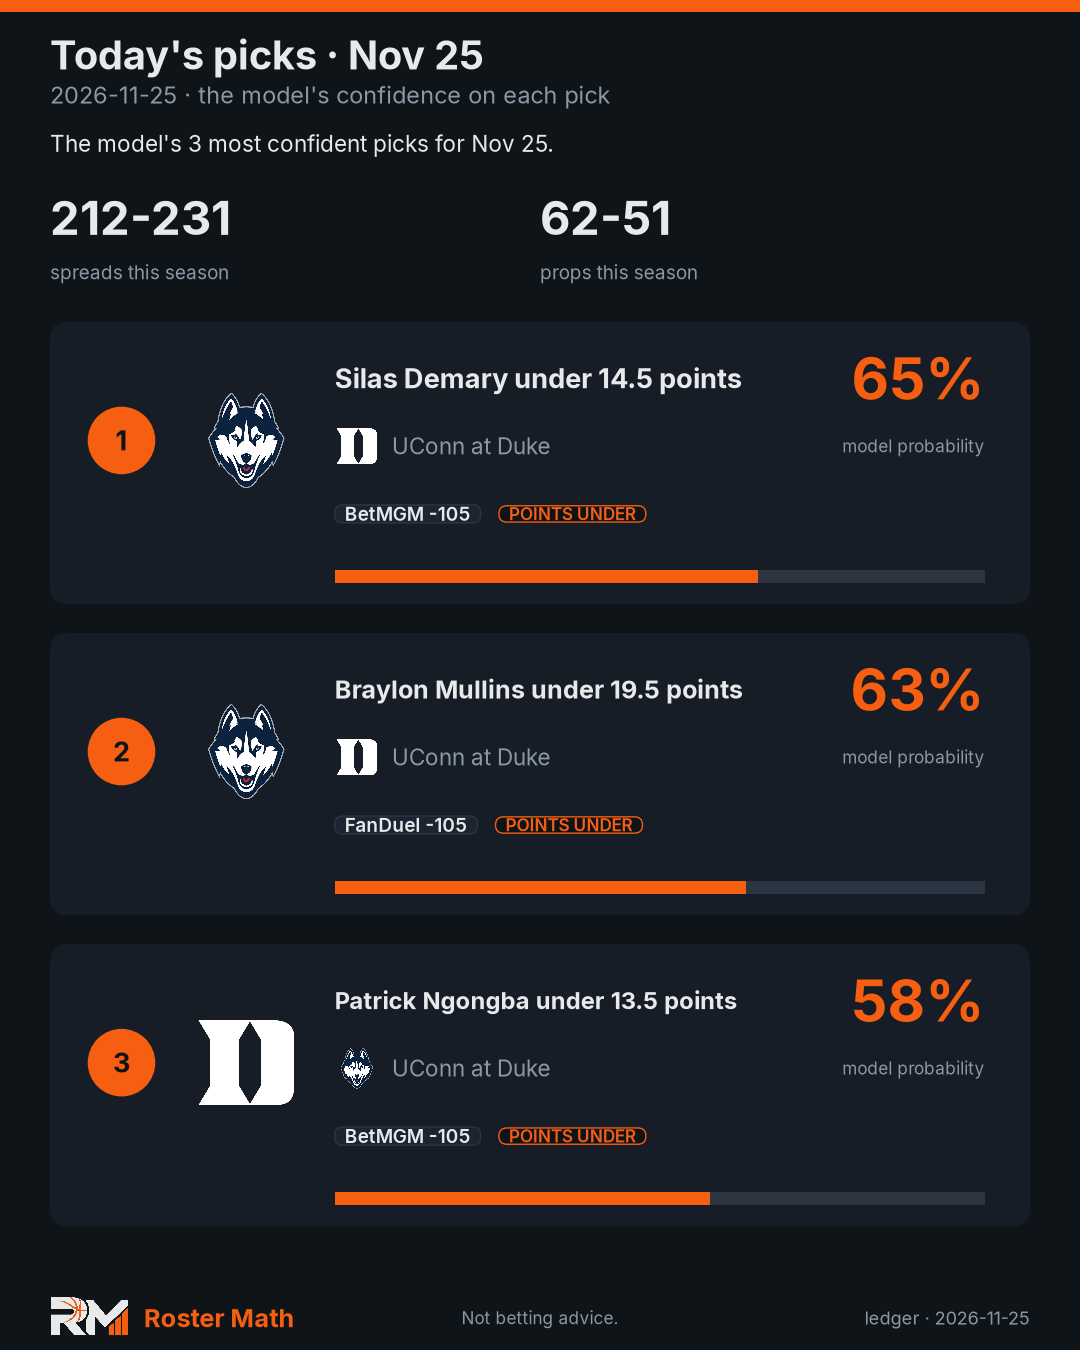 Today's picks · Nov 25
2026-11-25 · the model's confidence on each pick
The model's 3 most confident picks for Nov 25.
212-231
spreads this season
62-51
props this season
1
Silas Demary under 14.5 points
UConn at Duke
BetMGM -105
POINTS UNDER
65%
model probability
2
Braylon Mullins under 19.5 points
UConn at Duke
FanDuel -105
POINTS UNDER
63%
model probability
3
Patrick Ngongba under 13.5 points
UConn at Duke
BetMGM -105
POINTS UNDER
58%
model probability
RM Roster Math
Not betting advice.
ledger · 2026-11-25